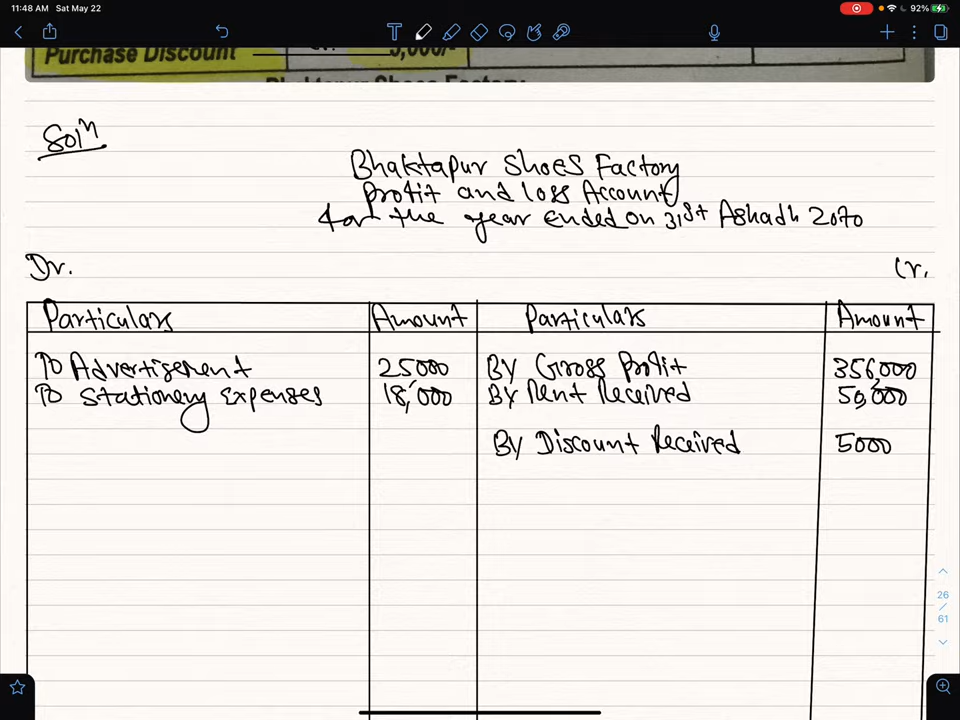 11:48 AM Sat May 22
92%
Purchase Discount 5,000/-
Soln
Bhaktapur Shoes Factory
Profit and loss Account
for the year ended on 31st Ashadh 2070
Dr. Cr.
Particulars Amount Particulars Amount
To Advertisement 25000 By Gross Profit 356,000
To Stationery Expenses 18,000 By Rent Received 50,000
By Discount Received 5000
26
/
61